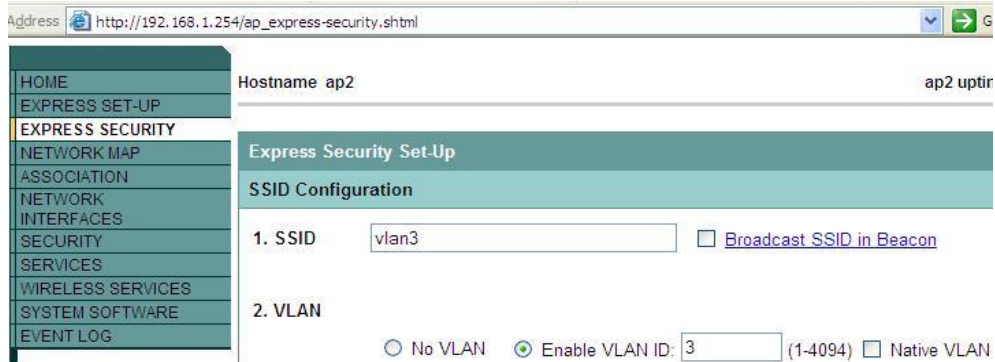 Address http://192.168.1.254/ap_express-security.shtml
HOME
EXPRESS SET-UP
EXPRESS SECURITY
NETWORK MAP
ASSOCIATION
NETWORK
INTERFACES
SECURITY
SERVICES
WIRELESS SERVICES
SYSTEM SOFTWARE
EVENT LOG
Hostname ap2
ap2 uptim
Express Security Set-Up
SSID Configuration
1. SSID vlan3 Broadcast SSID in Beacon
2. VLAN
No VLAN Enable VLAN ID: 3 (1-4094) Native VLAN